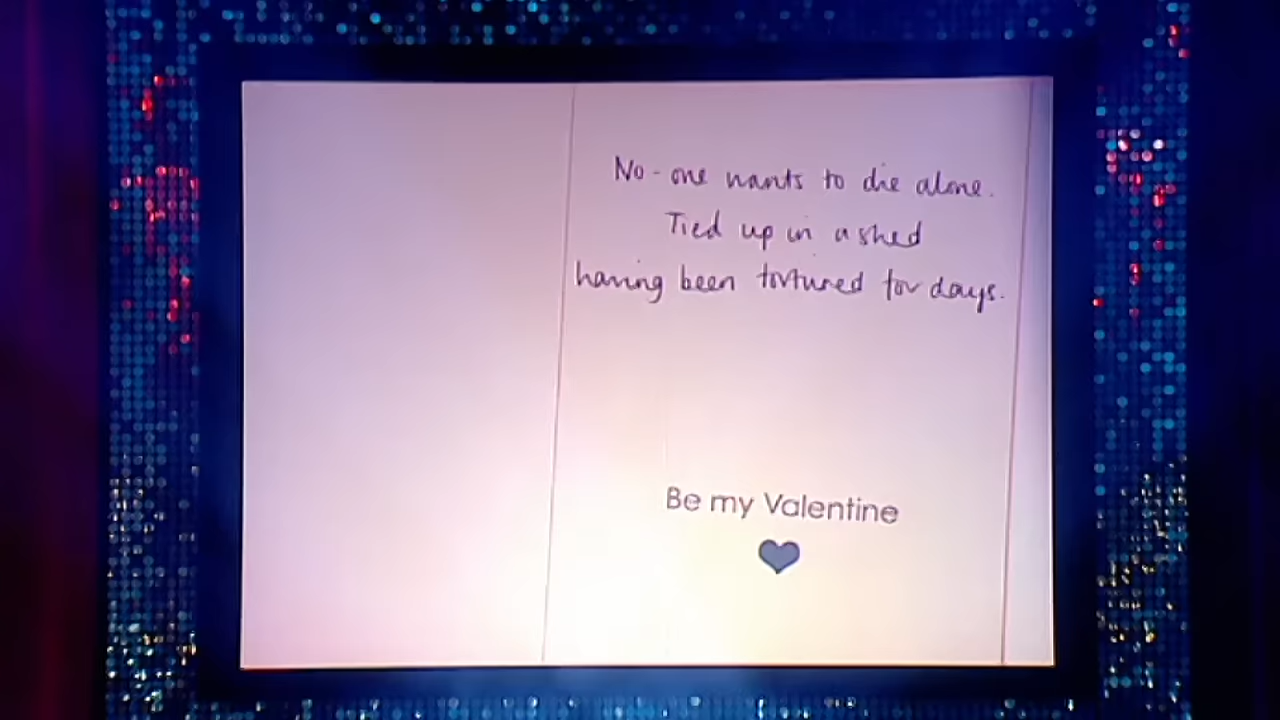 No-one wants to die alone.
Tied up in a shed
having been tortured for days.
Be my Valentine